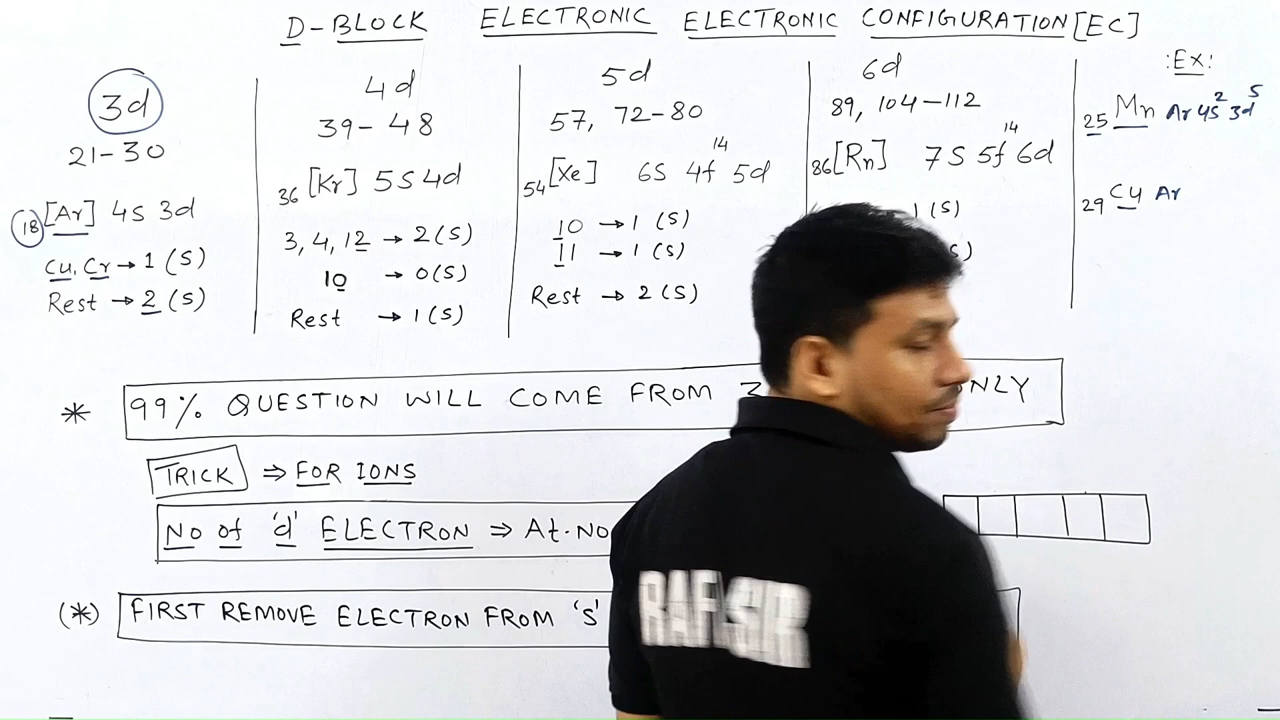 D-BLOCK ELECTRONIC ELECTRONIC CONFIGURATION[EC]
3d
21-30
18 [Ar] 4s 3d
Cu, Cr → 1 (s)
Rest → 2 (s)
4d
39-48
36 [Kr] 5s 4d
3, 4, 12 → 2(s)
10 → 0(s)
Rest → 1(s)
5d
57, 72-80
54 [Xe] 6s 4f¹⁴ 5d
10 → 1 (s)
11 → 1 (s)
Rest → 2(s)
6d
89, 104-112
86 [Rn] 7s 5f¹⁴ 6d
1 (s)
s)
:Ex:
25 Mn Ar 4s² 3d⁵
29 Cu Ar
* 99% QUESTION WILL COME FROM 3 NLY
TRICK ⇒ FOR IONS
No of 'd' ELECTRON ⇒ At.No
(*) FIRST REMOVE ELECTRON FROM 's'
RAFI SIR